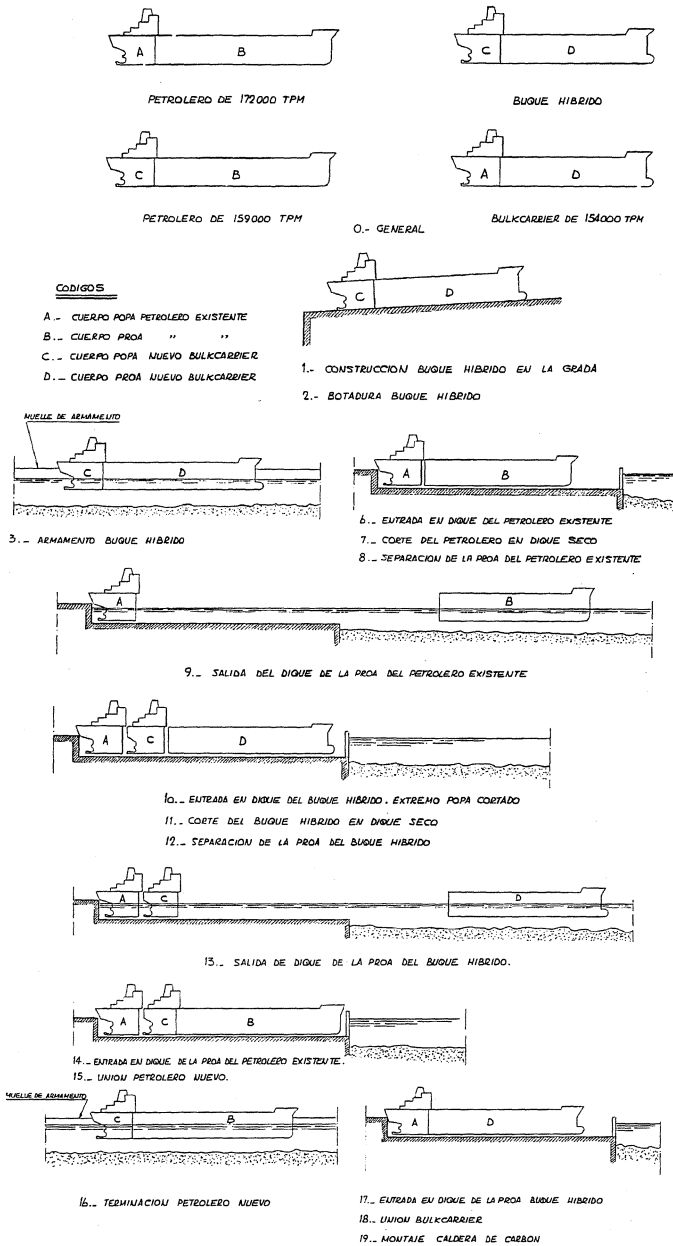 A B
C D
PETROLERO DE 172000 TPM
BUQUE HIBRIDO
C B
A D
PETROLERO DE 159000 TPM
BULKCARRIER DE 154000 TPM
0.- GENERAL
CODIGOS
A.- CUERPO POPA PETROLERO EXISTENTE
B.- CUERPO PROA " "
C.- CUERPO POPA NUEVO BULKCARRIER
D.- CUERPO PROA NUEVO BULKCARRIER
C D
1.- CONSTRUCCION BUQUE HIBRIDO EN LA GRADA
2.- BOTADURA BUQUE HIBRIDO
MUELLE DE ARMAMENTO
C D
3.- ARMAMENTO BUQUE HIBRIDO
A B
6.- ENTRADA EN DIQUE DEL PETROLERO EXISTENTE
7.- CORTE DEL PETROLERO EN DIQUE SECO
8.- SEPARACION DE LA PROA DEL PETROLERO EXISTENTE
A B
9.- SALIDA DEL DIQUE DE LA PROA DEL PETROLERO EXISTENTE
A C D
10.- ENTRADA EN DIQUE DEL BUQUE HIBRIDO. EXTREMO POPA CORTADO
11.- CORTE DEL BUQUE HIBRIDO EN DIQUE SECO
12.- SEPARACION DE LA PROA DEL BUQUE HIBRIDO
A C D
13.- SALIDA DE DIQUE DE LA PROA DEL BUQUE HIBRIDO.
A C B
14.- ENTRADA EN DIQUE DE LA PROA DEL PETROLERO EXISTENTE.
15.- UNION PETROLERO NUEVO.
MUELLE DE ARMAMENTO
C B
16.- TERMINACION PETROLERO NUEVO
A D
17.- ENTRADA EN DIQUE DE LA PROA BUQUE HIBRIDO
18.- UNION BULKCARRIER
19.- MONTAJE CALDERA DE CARBON